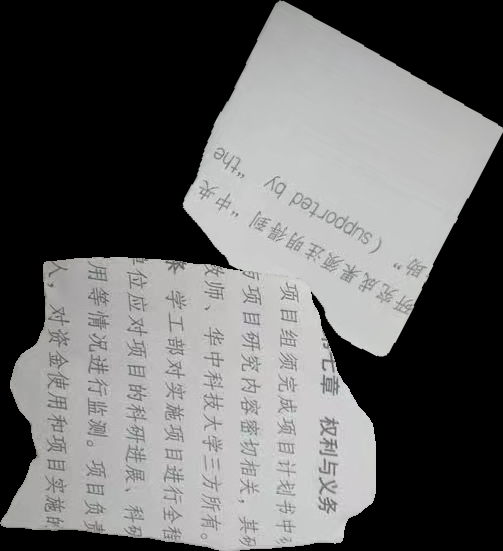 七章 权利与义务
项目组须完成项目计划书中
项目研究内容密切相关，其研
教师、华中科技大学三方所有。
条 学工部对实施项目进行全程
单位应对项目的科研进展、科研
用等情况进行监测。项目负责
人，对资金使用和项目实施的
研究成果须注明得到“中央
助”（supported by “the